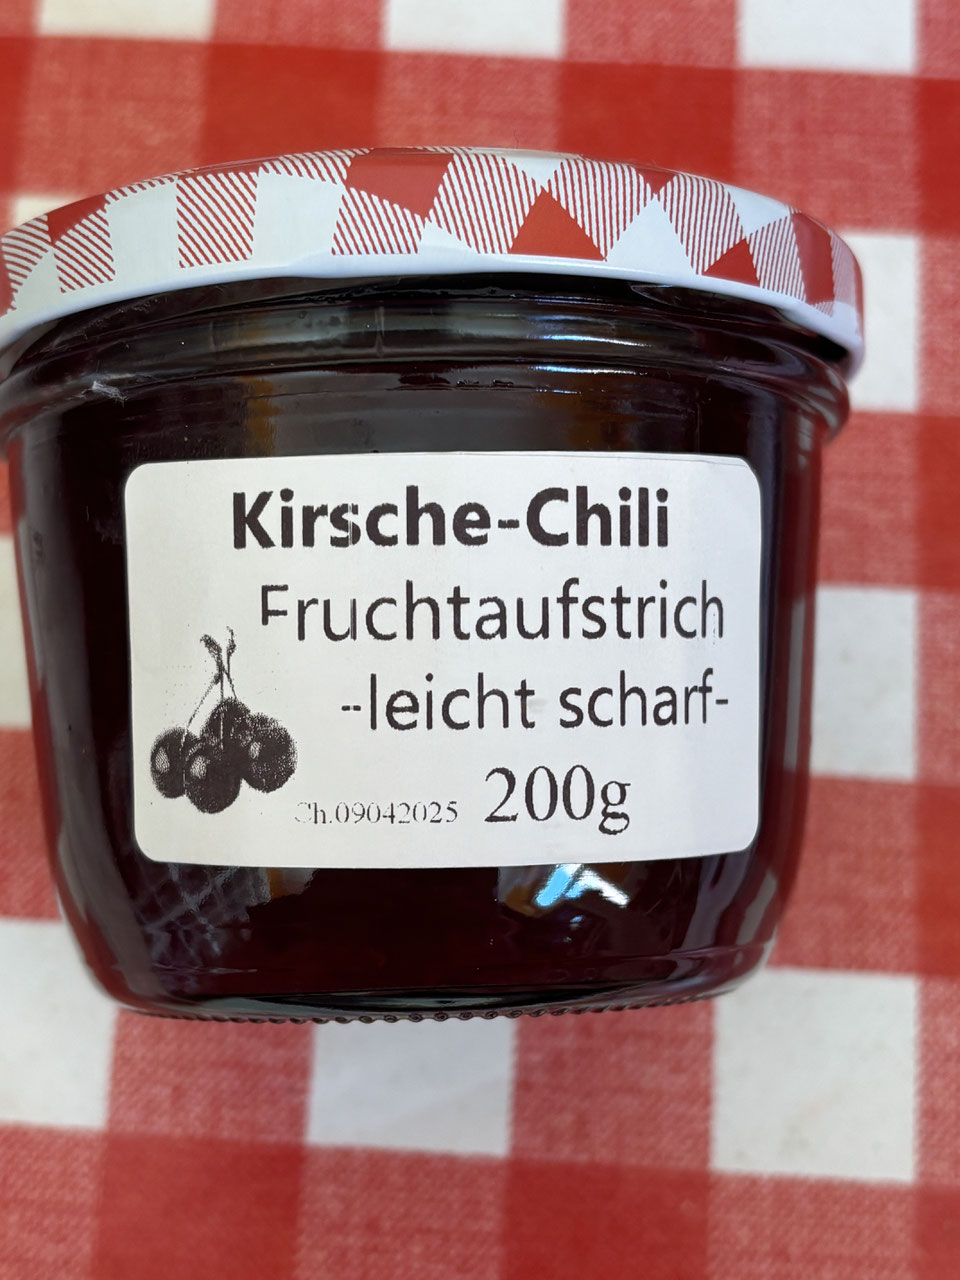 Kirsche-Chili
Fruchtaufstrich
-leicht scharf-
Ch.09042025 200g